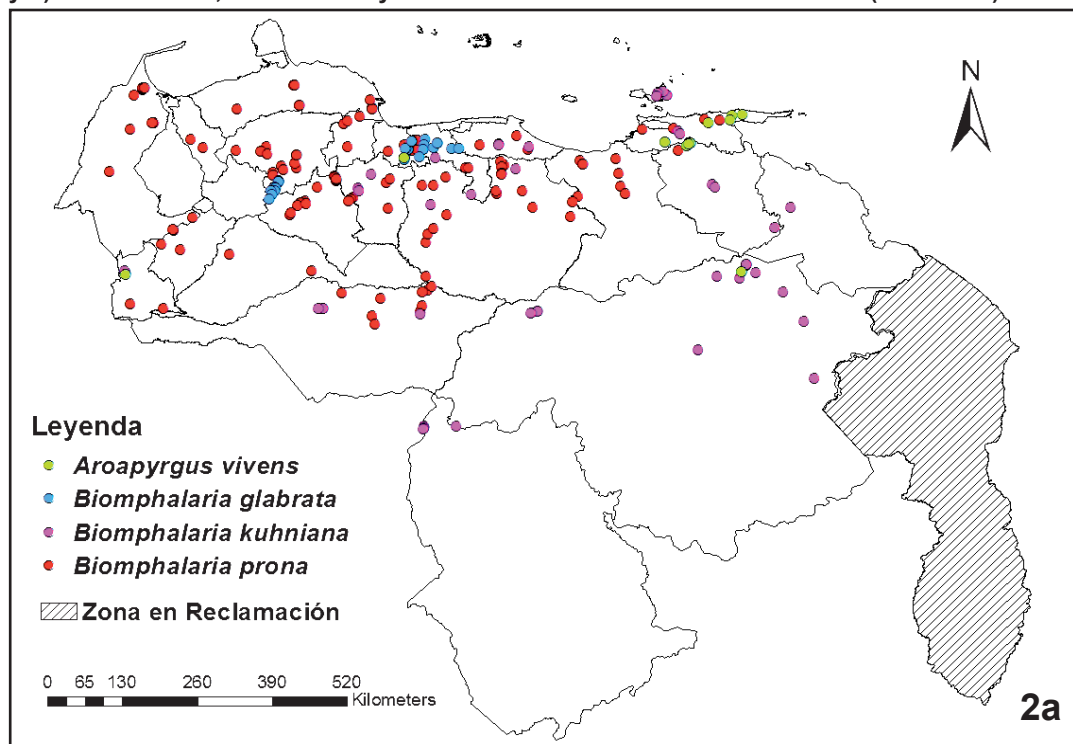 N
Leyenda
Aroapyrgus vivens
Biomphalaria glabrata
Biomphalaria kuhniana
Biomphalaria prona
Zona en Reclamación
0 65 130 260 390 520
Kilometers
2a